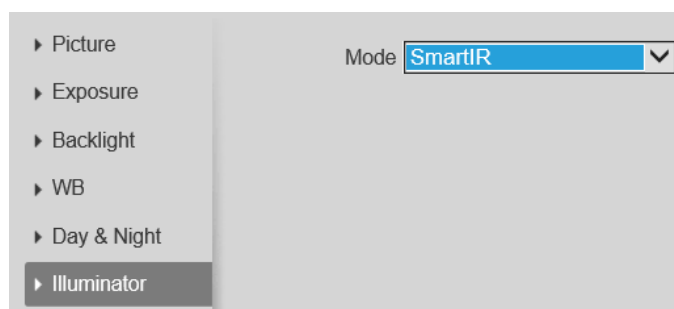 Picture
Mode SmartIR
Exposure
Backlight
WB
Day & Night
Illuminator